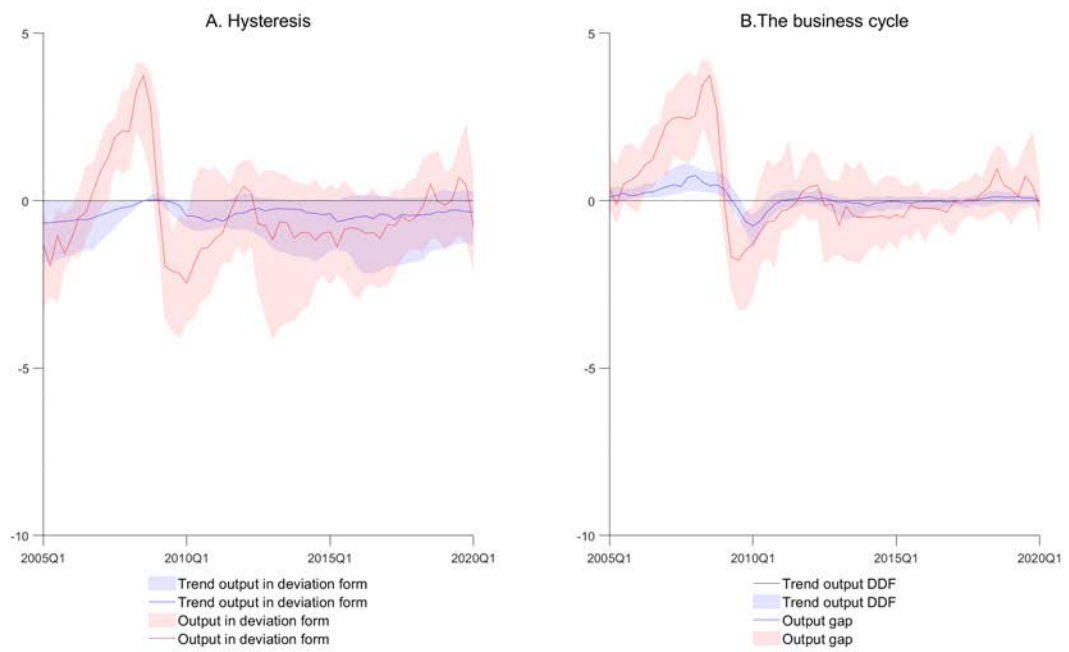 A. Hysteresis
5
0
-5
-10
2005Q1 2010Q1 2015Q1 2020Q1
Trend output in deviation form
Trend output in deviation form
Output in deviation form
Output in deviation form
B.The business cycle
5
0
-5
-10
2005Q1 2010Q1 2015Q1 2020Q1
Trend output DDF
Trend output DDF
Output gap
Output gap